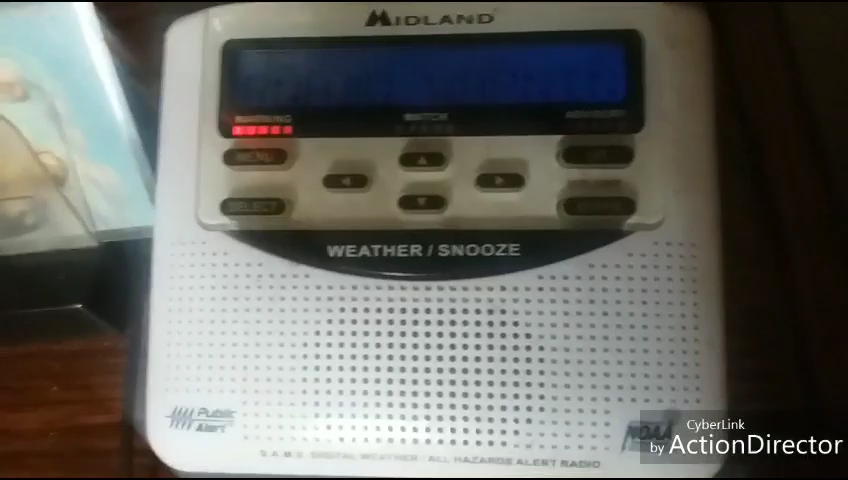 MIDLAND
WARNING WATCH ADVISORY
MENU
SELECT
WEATHER / SNOOZE
Public
Alert
NOAA
CyberLink
by ActionDirector
S.A.M.E. DIGITAL WEATHER / ALL HAZARDS ALERT RADIO